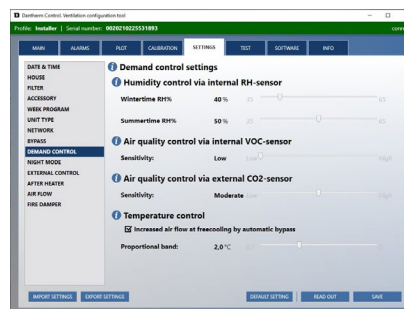 Dantherm Control. Ventilation configuration tool
Profile: Installer | Serial number: 0020210225531893 conn
MAIN ALARMS PILOT CALIBRATION SETTINGS TEST SOFTWARE INFO
DATE & TIME
HOUSE
FILTER
ACCESSORY
WEEK PROGRAM
UNIT TYPE
NETWORK
BYPASS
DEMAND CONTROL
NIGHT MODE
EXTERNAL CONTROL
AFTER HEATER
AIR FLOW
FIRE DAMPER
Demand control settings
Humidity control via internal RH-sensor
Wintertime RH% 40 % 35 65
Summertime RH% 50 % 65
Air quality control via internal VOC-sensor
Sensitivity: Low Low High
Air quality control via external CO2-sensor
Sensitivity: Moderate Low High
Temperature control
Increased air flow at freecooling by automatic bypass
Proportional band: 2,0 °C
IMPORT SETTINGS EXPORT SETTINGS DEFAULT SETTING READ OUT SAVE